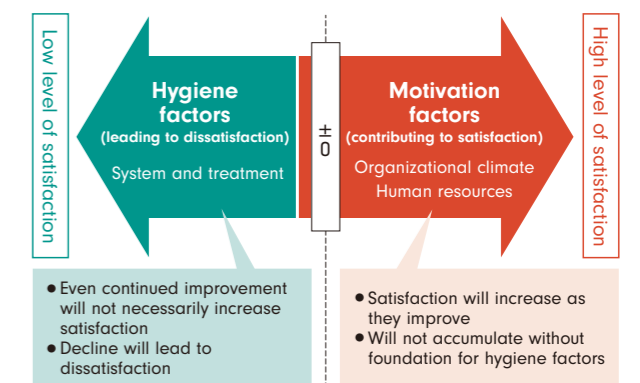 Low level of satisfaction
Hygiene
factors
(leading to dissatisfaction)
System and treatment
±0
Motivation
factors
(contributing to satisfaction)
Organizational climate
Human resources
High level of satisfaction
● Even continued improvement
will not necessarily increase
satisfaction
● Decline will lead to
dissatisfaction
● Satisfaction will increase as
they improve
● Will not accumulate without
foundation for hygiene factors